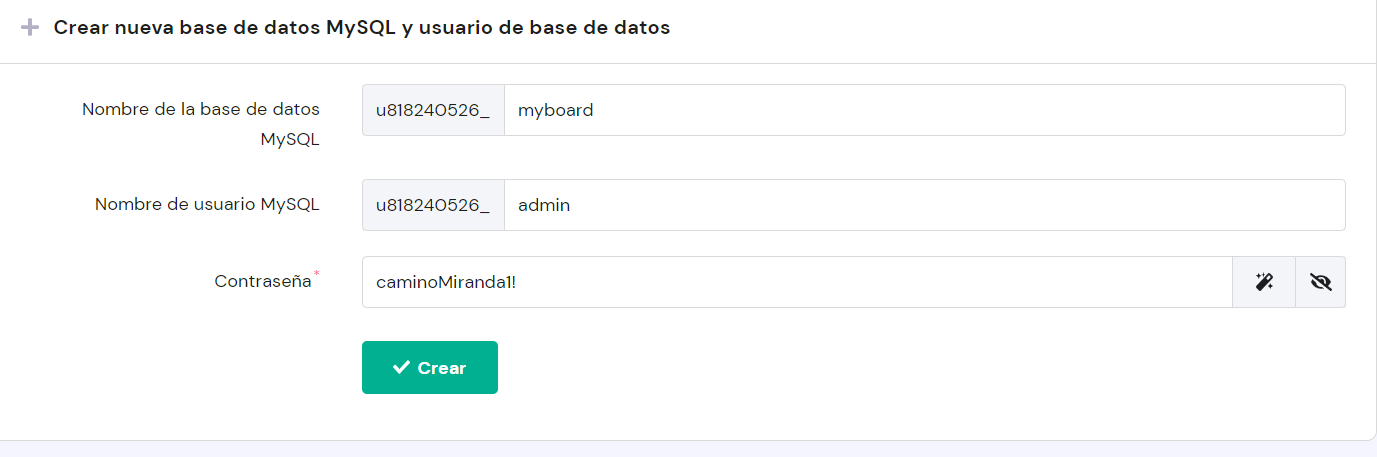 Crear nueva base de datos MySQL y usuario de base de datos
Nombre de la base de datos
MySQL
u818240526_ myboard
Nombre de usuario MySQL
u818240526_ admin
Contraseña*
caminoMiranda1!
Crear